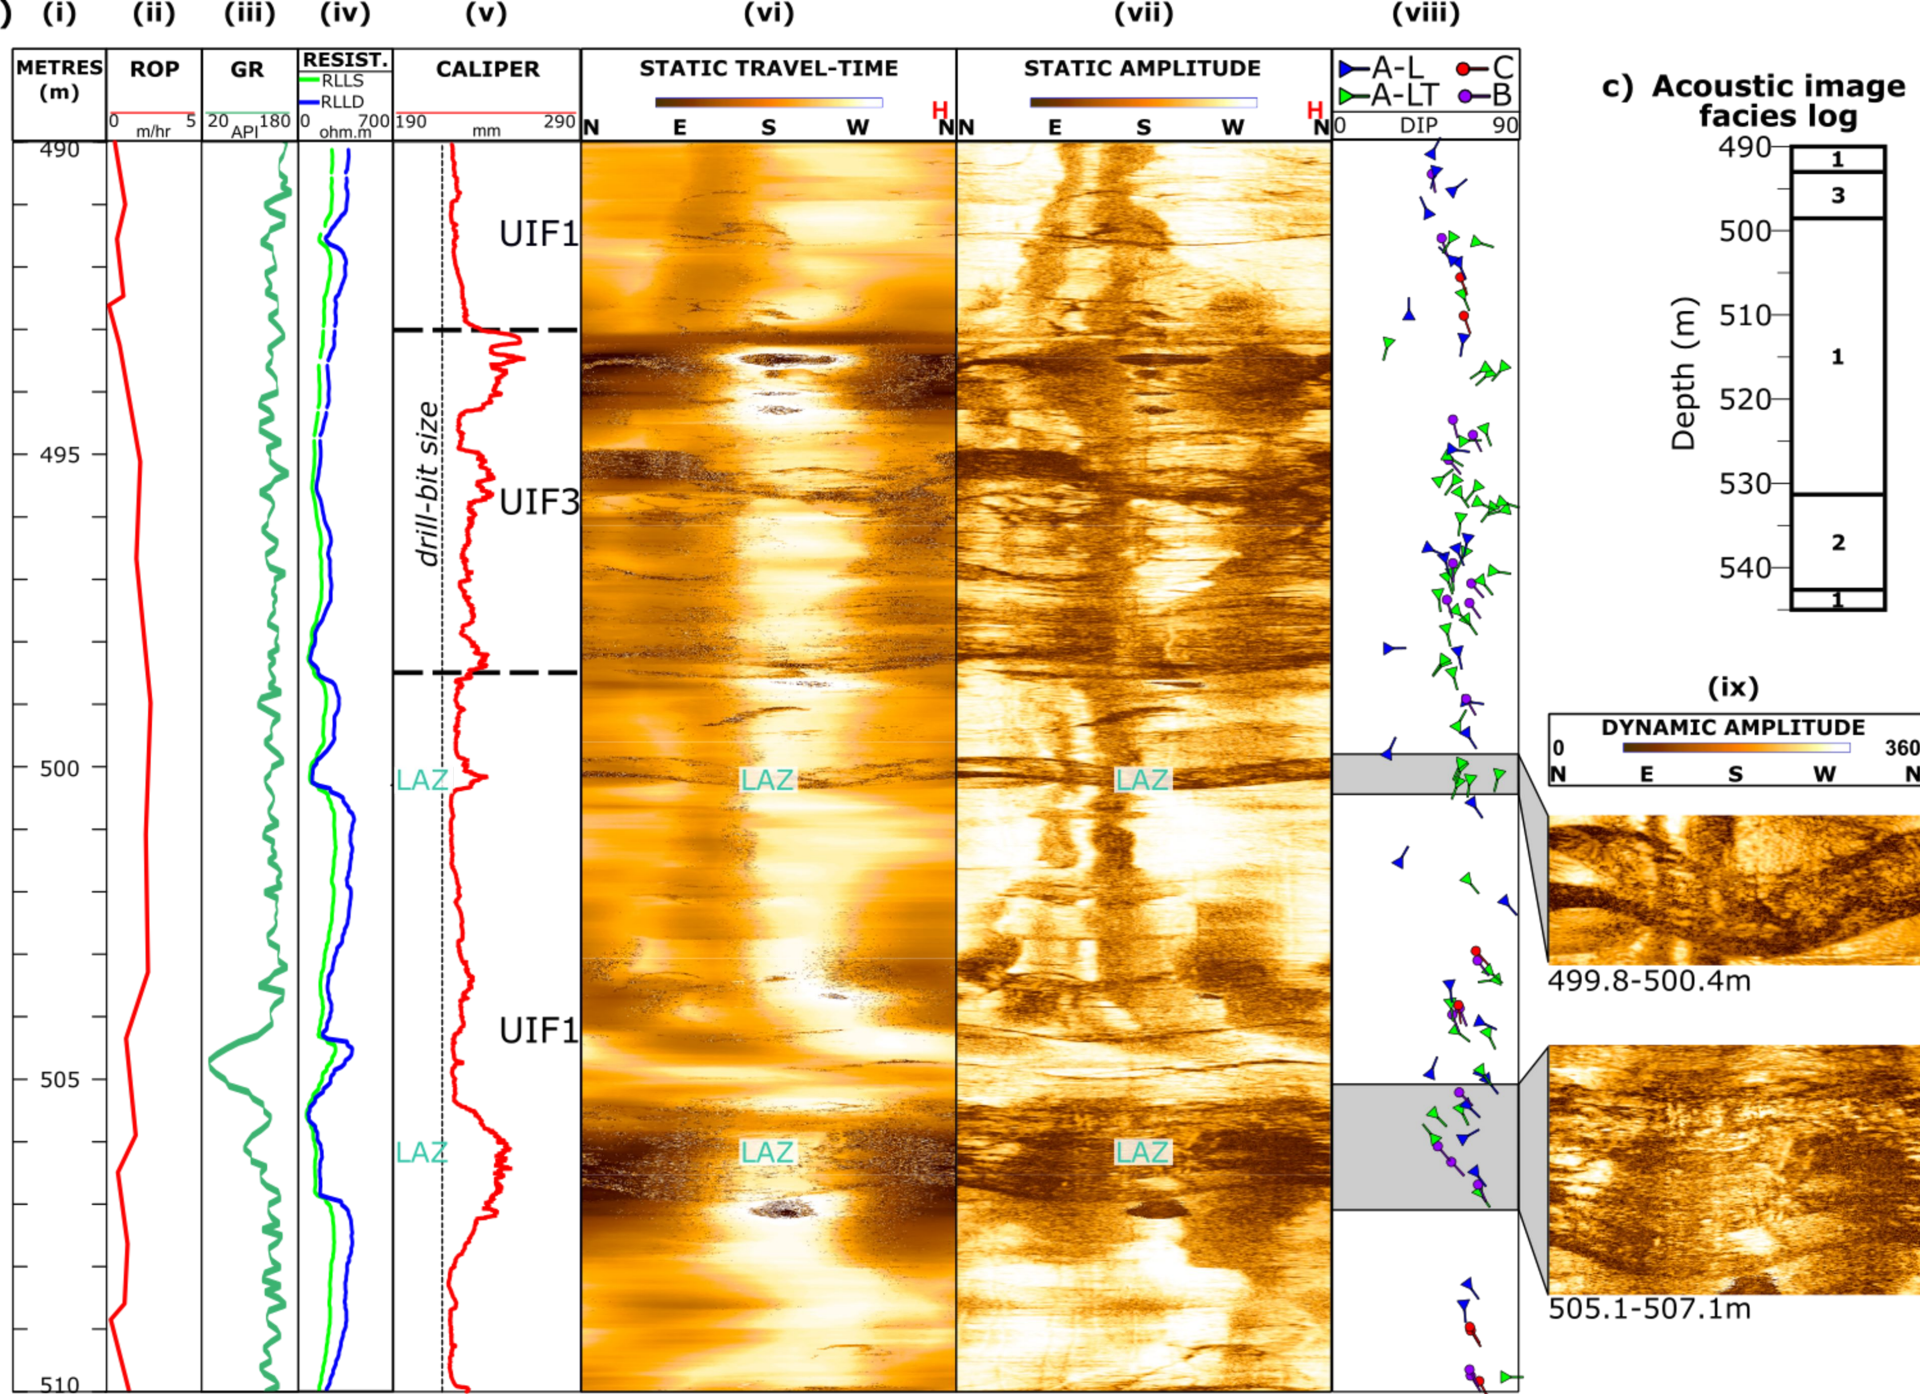 ) (i) (ii) (iii) (iv) (v) (vi) (vii) (viii)
METRES (m)
ROP
0 5
m/hr
GR
20 180
API
RESIST.
RLLS
RLLD
0 700
ohm.m
CALIPER
190 290
mm
STATIC TRAVEL-TIME
H
N E S W N
STATIC AMPLITUDE
H
N E S W N
A-L C
A-LT B
0 DIP 90
490
495
500
505
510
drill-bit size
UIF1
UIF3
UIF1
LAZ LAZ LAZ
LAZ LAZ LAZ
c) Acoustic image
facies log
Depth (m)
490
500
510
520
530
540
1
3
1
2
1
(ix)
DYNAMIC AMPLITUDE
0 360
N E S W N
499.8-500.4m
505.1-507.1m